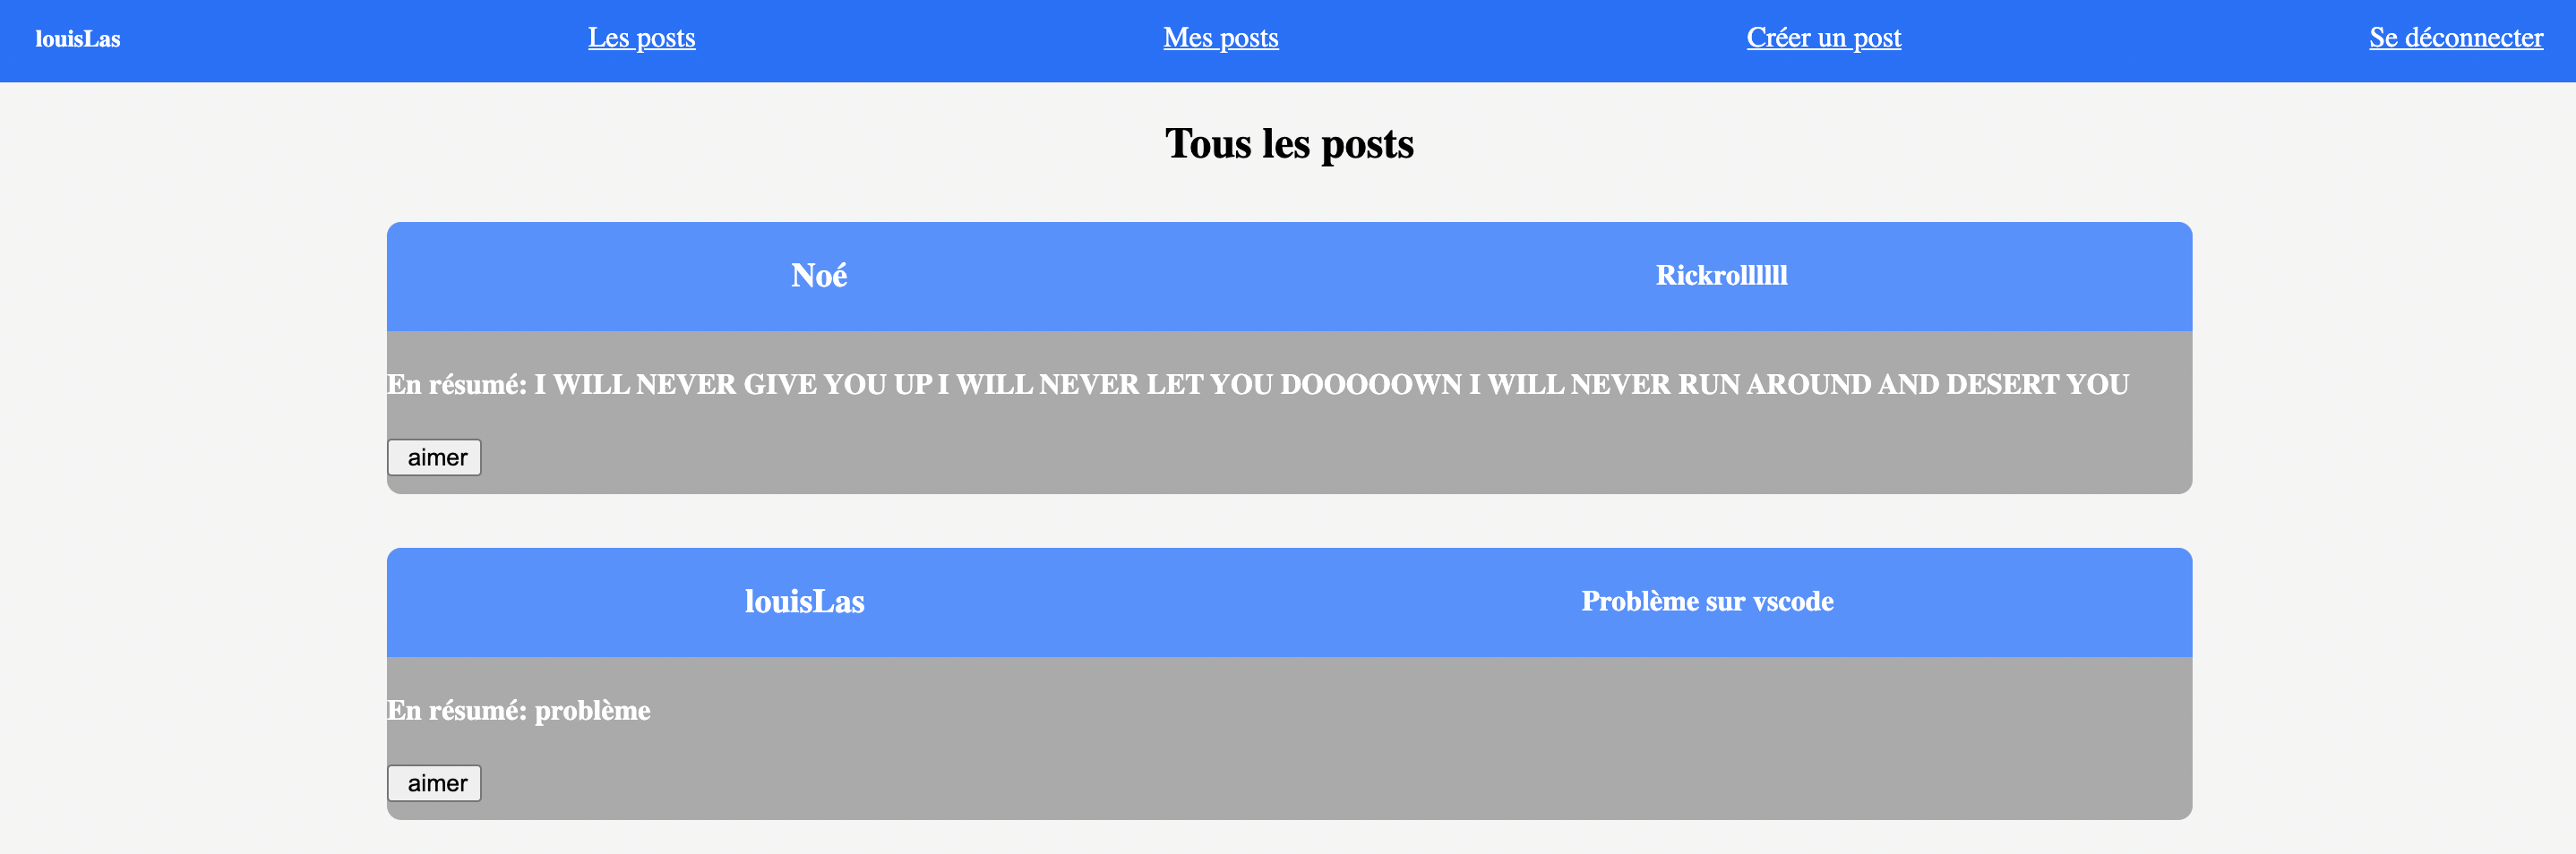 louisLas Les posts Mes posts Créer un post Se déconnecter
Tous les posts
Noé Rickrollllll
En résumé: I WILL NEVER GIVE YOU UP I WILL NEVER LET YOU DOOOOOWN I WILL NEVER RUN AROUND AND DESERT YOU
aimer
louisLas Problème sur vscode
En résumé: problème
aimer